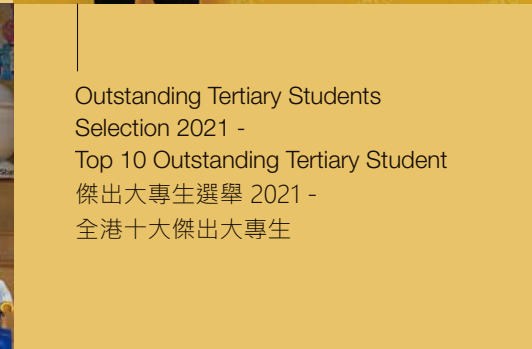 Outstanding Tertiary Students
Selection 2021 -
Top 10 Outstanding Tertiary Student
傑出大專生選舉 2021 -
全港十大傑出大專生